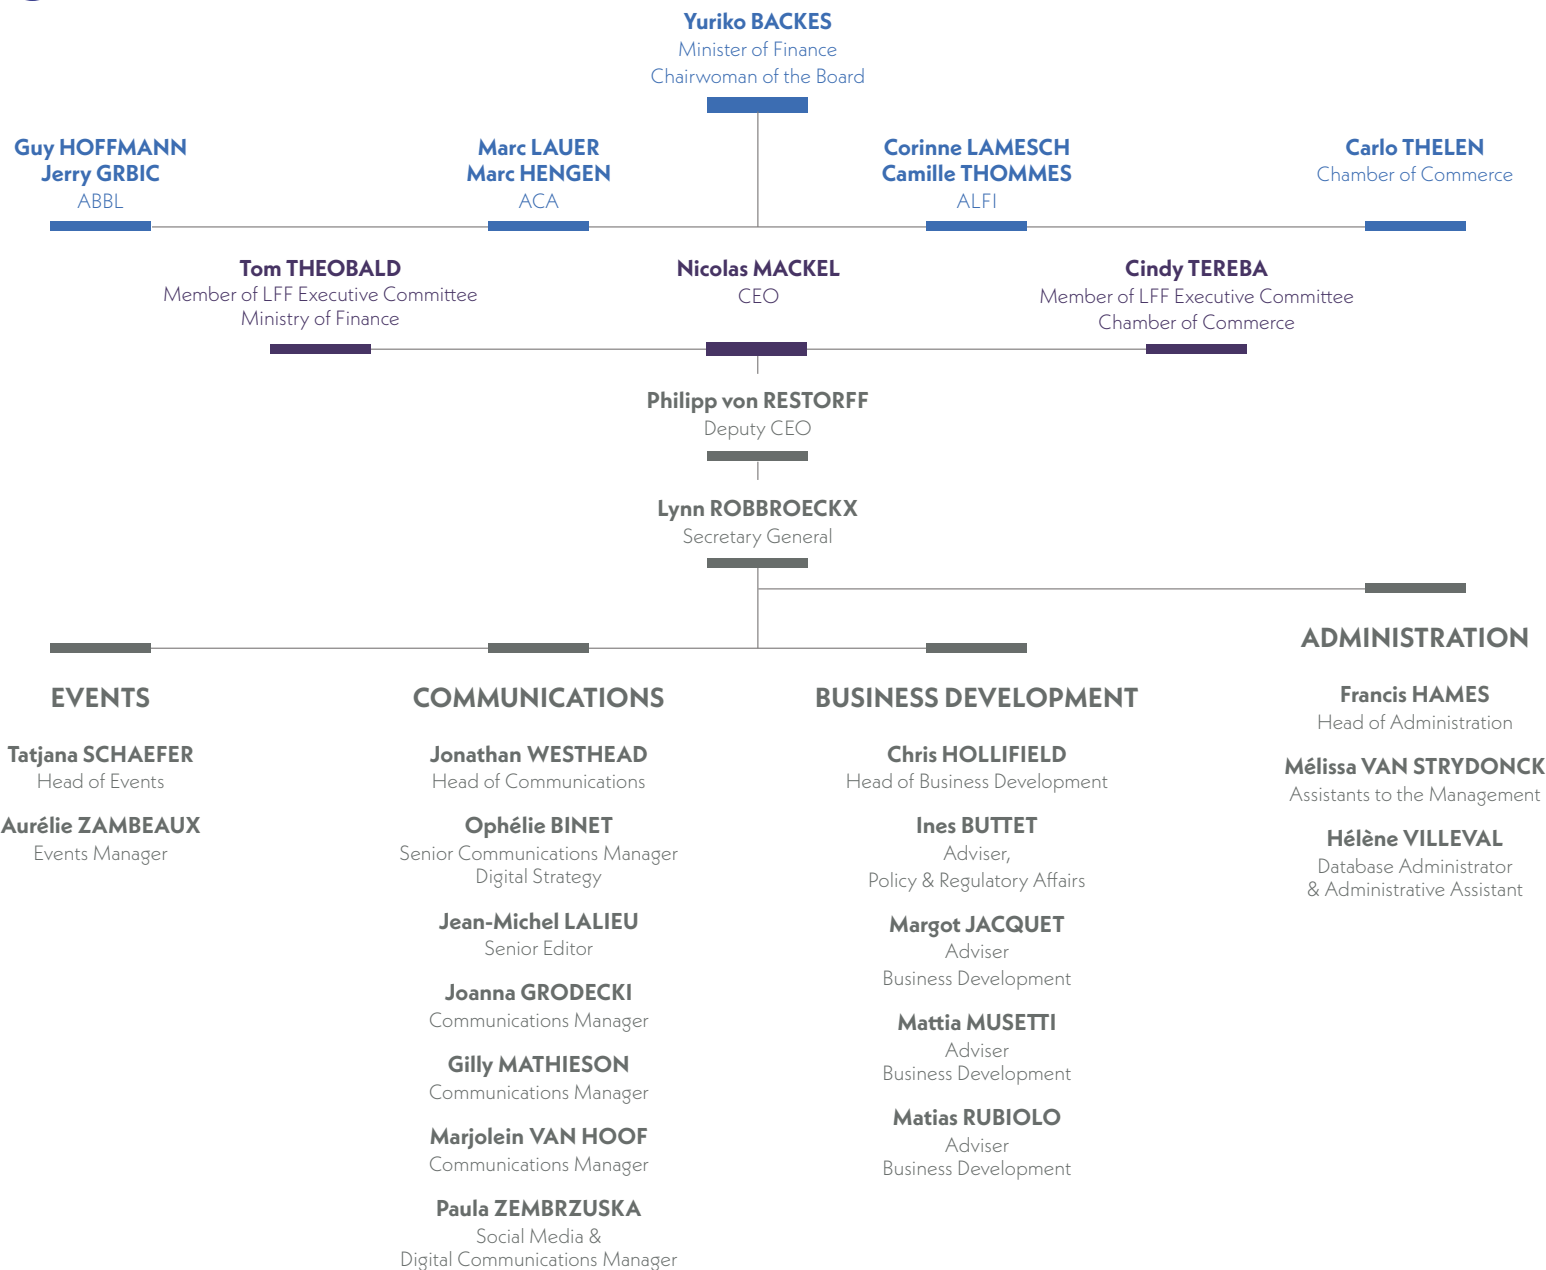 Yuriko BACKES
Minister of Finance
Chairwoman of the Board
Guy HOFFMANN
Jerry GRBIC
ABBL
Marc LAUER
Marc HENGEN
ACA
Corinne LAMESCH
Camille THOMMES
ALFI
Carlo THELEN
Chamber of Commerce
Tom THEOBALD
Member of LFF Executive Committee
Ministry of Finance
Nicolas MACKEL
CEO
Cindy TEREBA
Member of LFF Executive Committee
Chamber of Commerce
Philipp von RESTORFF
Deputy CEO
Lynn ROBBROECKX
Secretary General
EVENTS
Tatjana SCHAEFER
Head of Events
Aurélie ZAMBEAUX
Events Manager
COMMUNICATIONS
Jonathan WESTHEAD
Head of Communications
Ophélie BINET
Senior Communications Manager
Digital Strategy
Jean-Michel LALIEU
Senior Editor
Joanna GRODECKI
Communications Manager
Gilly MATHIESON
Communications Manager
Marjolein VAN HOOF
Communications Manager
Paula ZEMBRZUSKA
Social Media &
Digital Communications Manager
BUSINESS DEVELOPMENT
Chris HOLLIFIELD
Head of Business Development
Ines BUTTET
Adviser,
Policy & Regulatory Affairs
Margot JACQUET
Adviser
Business Development
Mattia MUSETTI
Adviser
Business Development
Matias RUBIOLO
Adviser
Business Development
ADMINISTRATION
Francis HAMES
Head of Administration
Mélissa VAN STRYDONCK
Assistants to the Management
Hélène VILLEVAL
Database Administrator
& Administrative Assistant